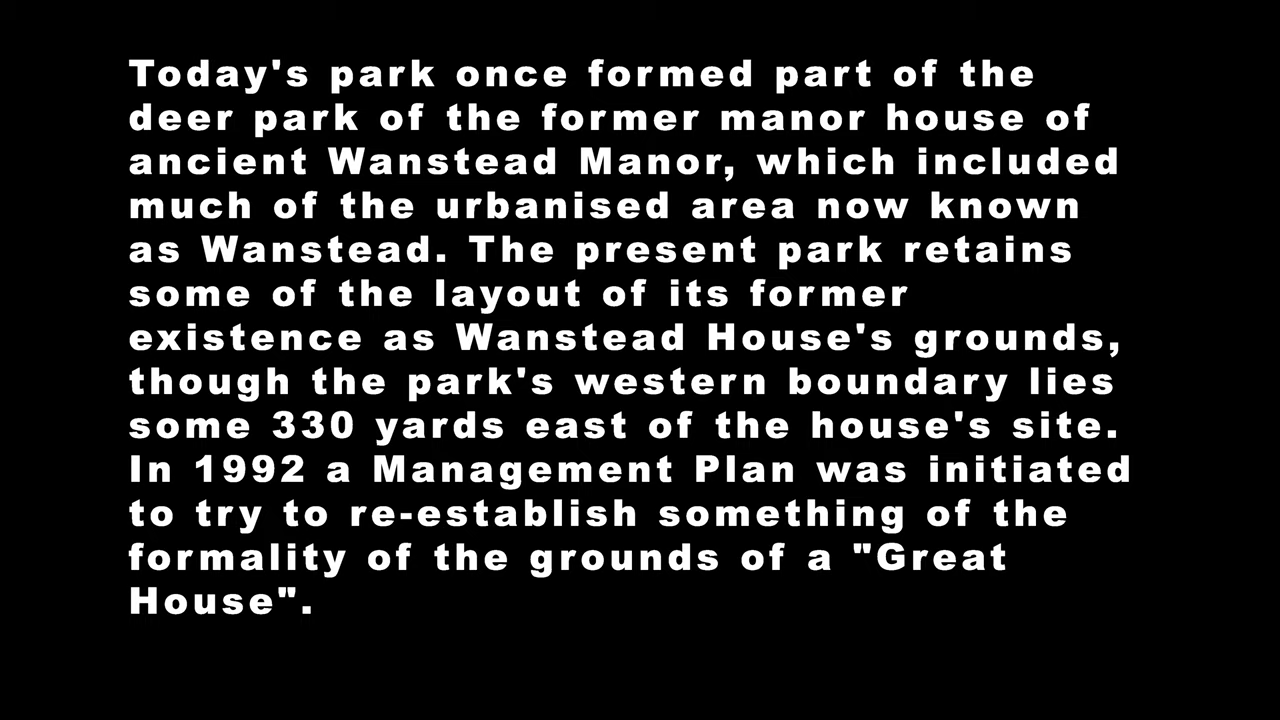 Today's park once formed part of the
deer park of the former manor house of
ancient Wanstead Manor, which included
much of the urbanised area now known
as Wanstead. The present park retains
some of the layout of its former
existence as Wanstead House's grounds,
though the park's western boundary lies
some 330 yards east of the house's site.
In 1992 a Management Plan was initiated
to try to re-establish something of the
formality of the grounds of a "Great
House".